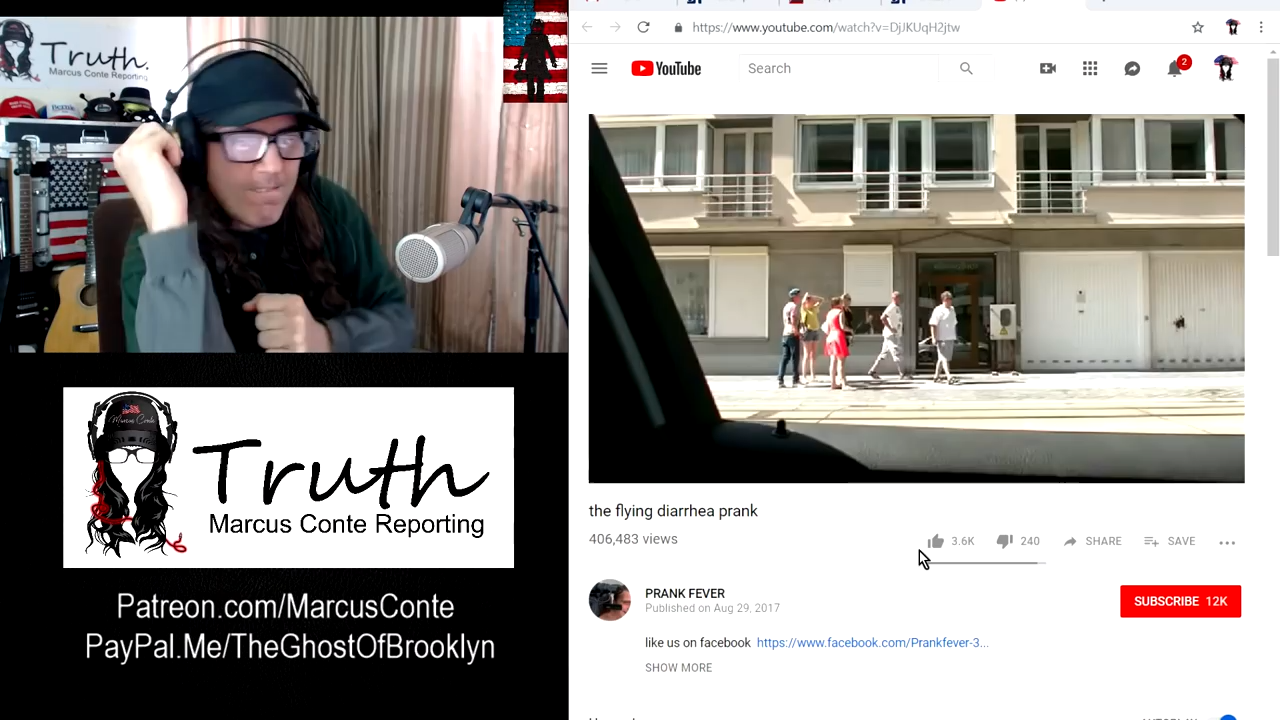 Truth.
Marcus Conte Reporting
Marcus Conte
Truth
Marcus Conte Reporting
Patreon.com/MarcusConte
PayPal.Me/TheGhostOfBrooklyn
https://www.youtube.com/watch?v=DjJKUqH2jtw
YouTube
Search
2
the flying diarrhea prank
406,483 views
3.6K 240 SHARE SAVE
PRANK FEVER
Published on Aug 29, 2017
SUBSCRIBE 12K
like us on facebook https://www.facebook.com/Prankfever-3...
SHOW MORE